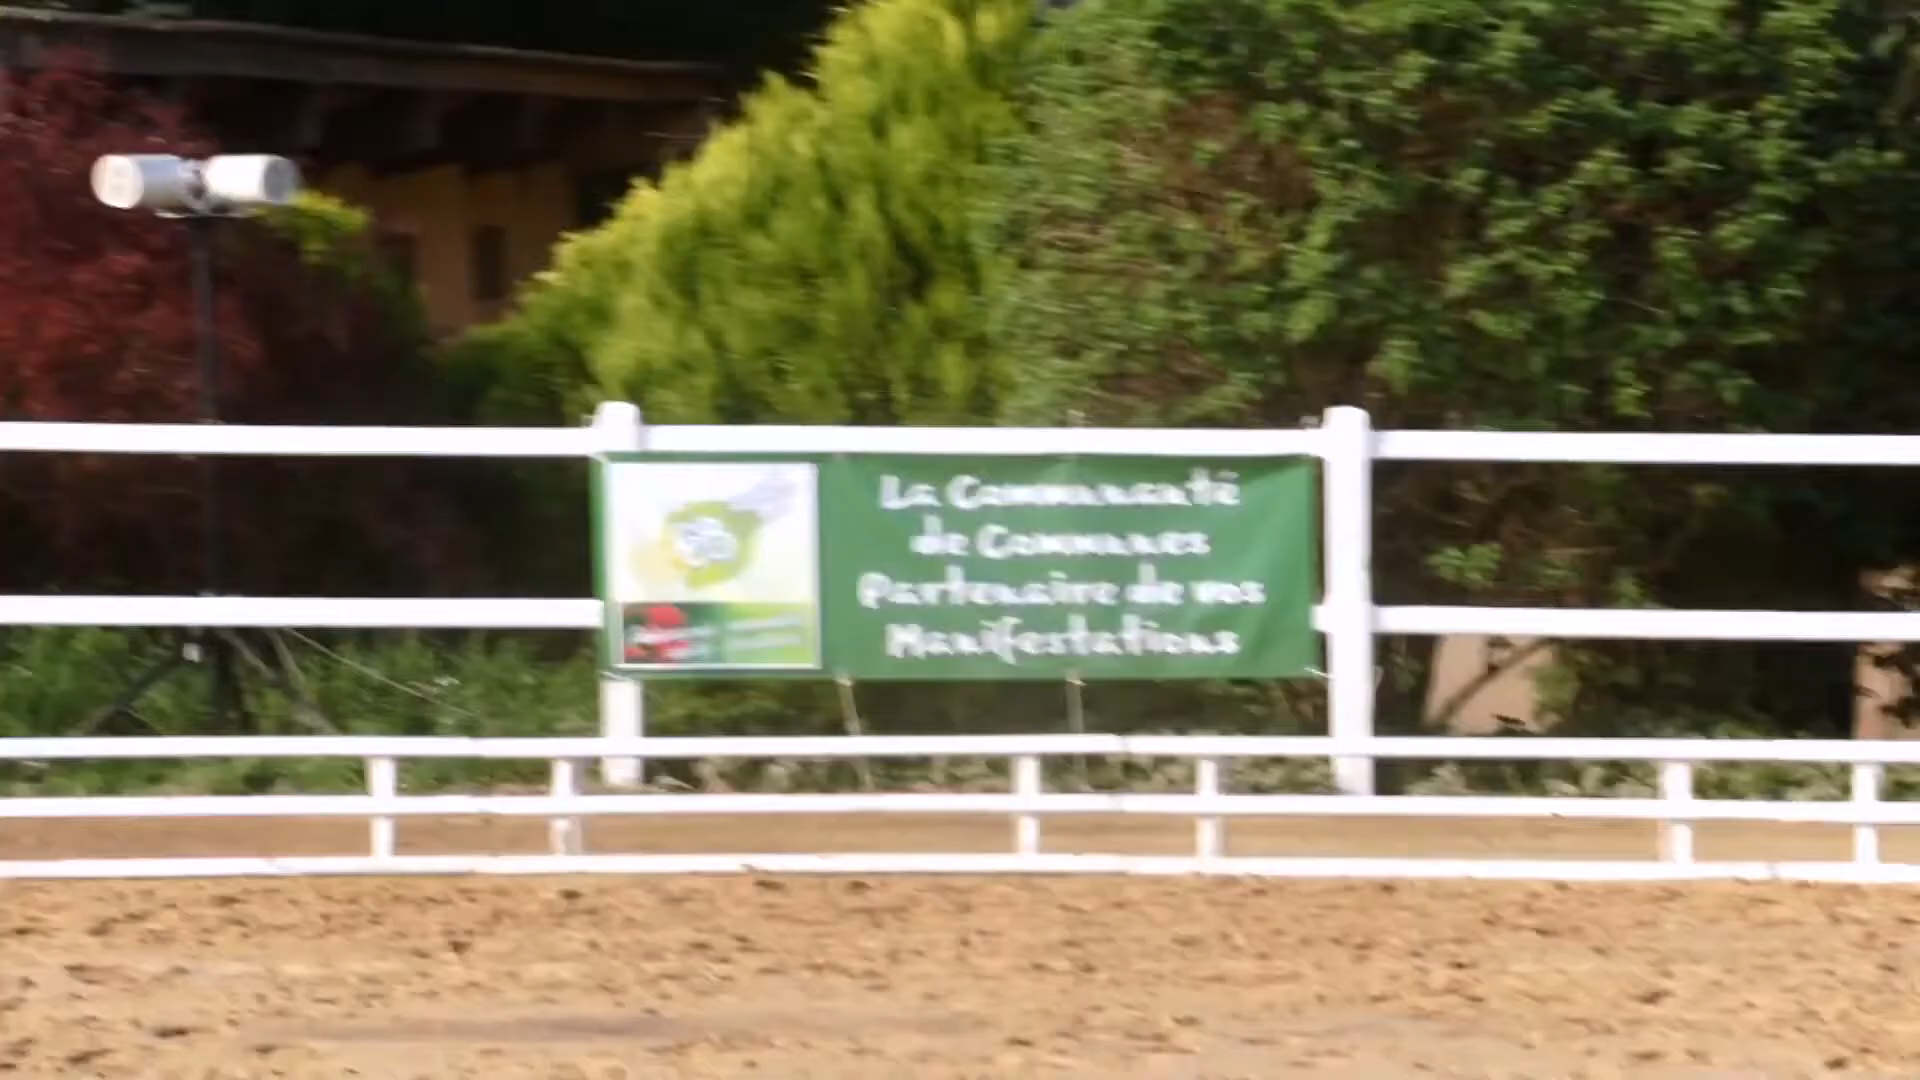 La Communauté
de Communes
Partenaire de vos
Manifestations